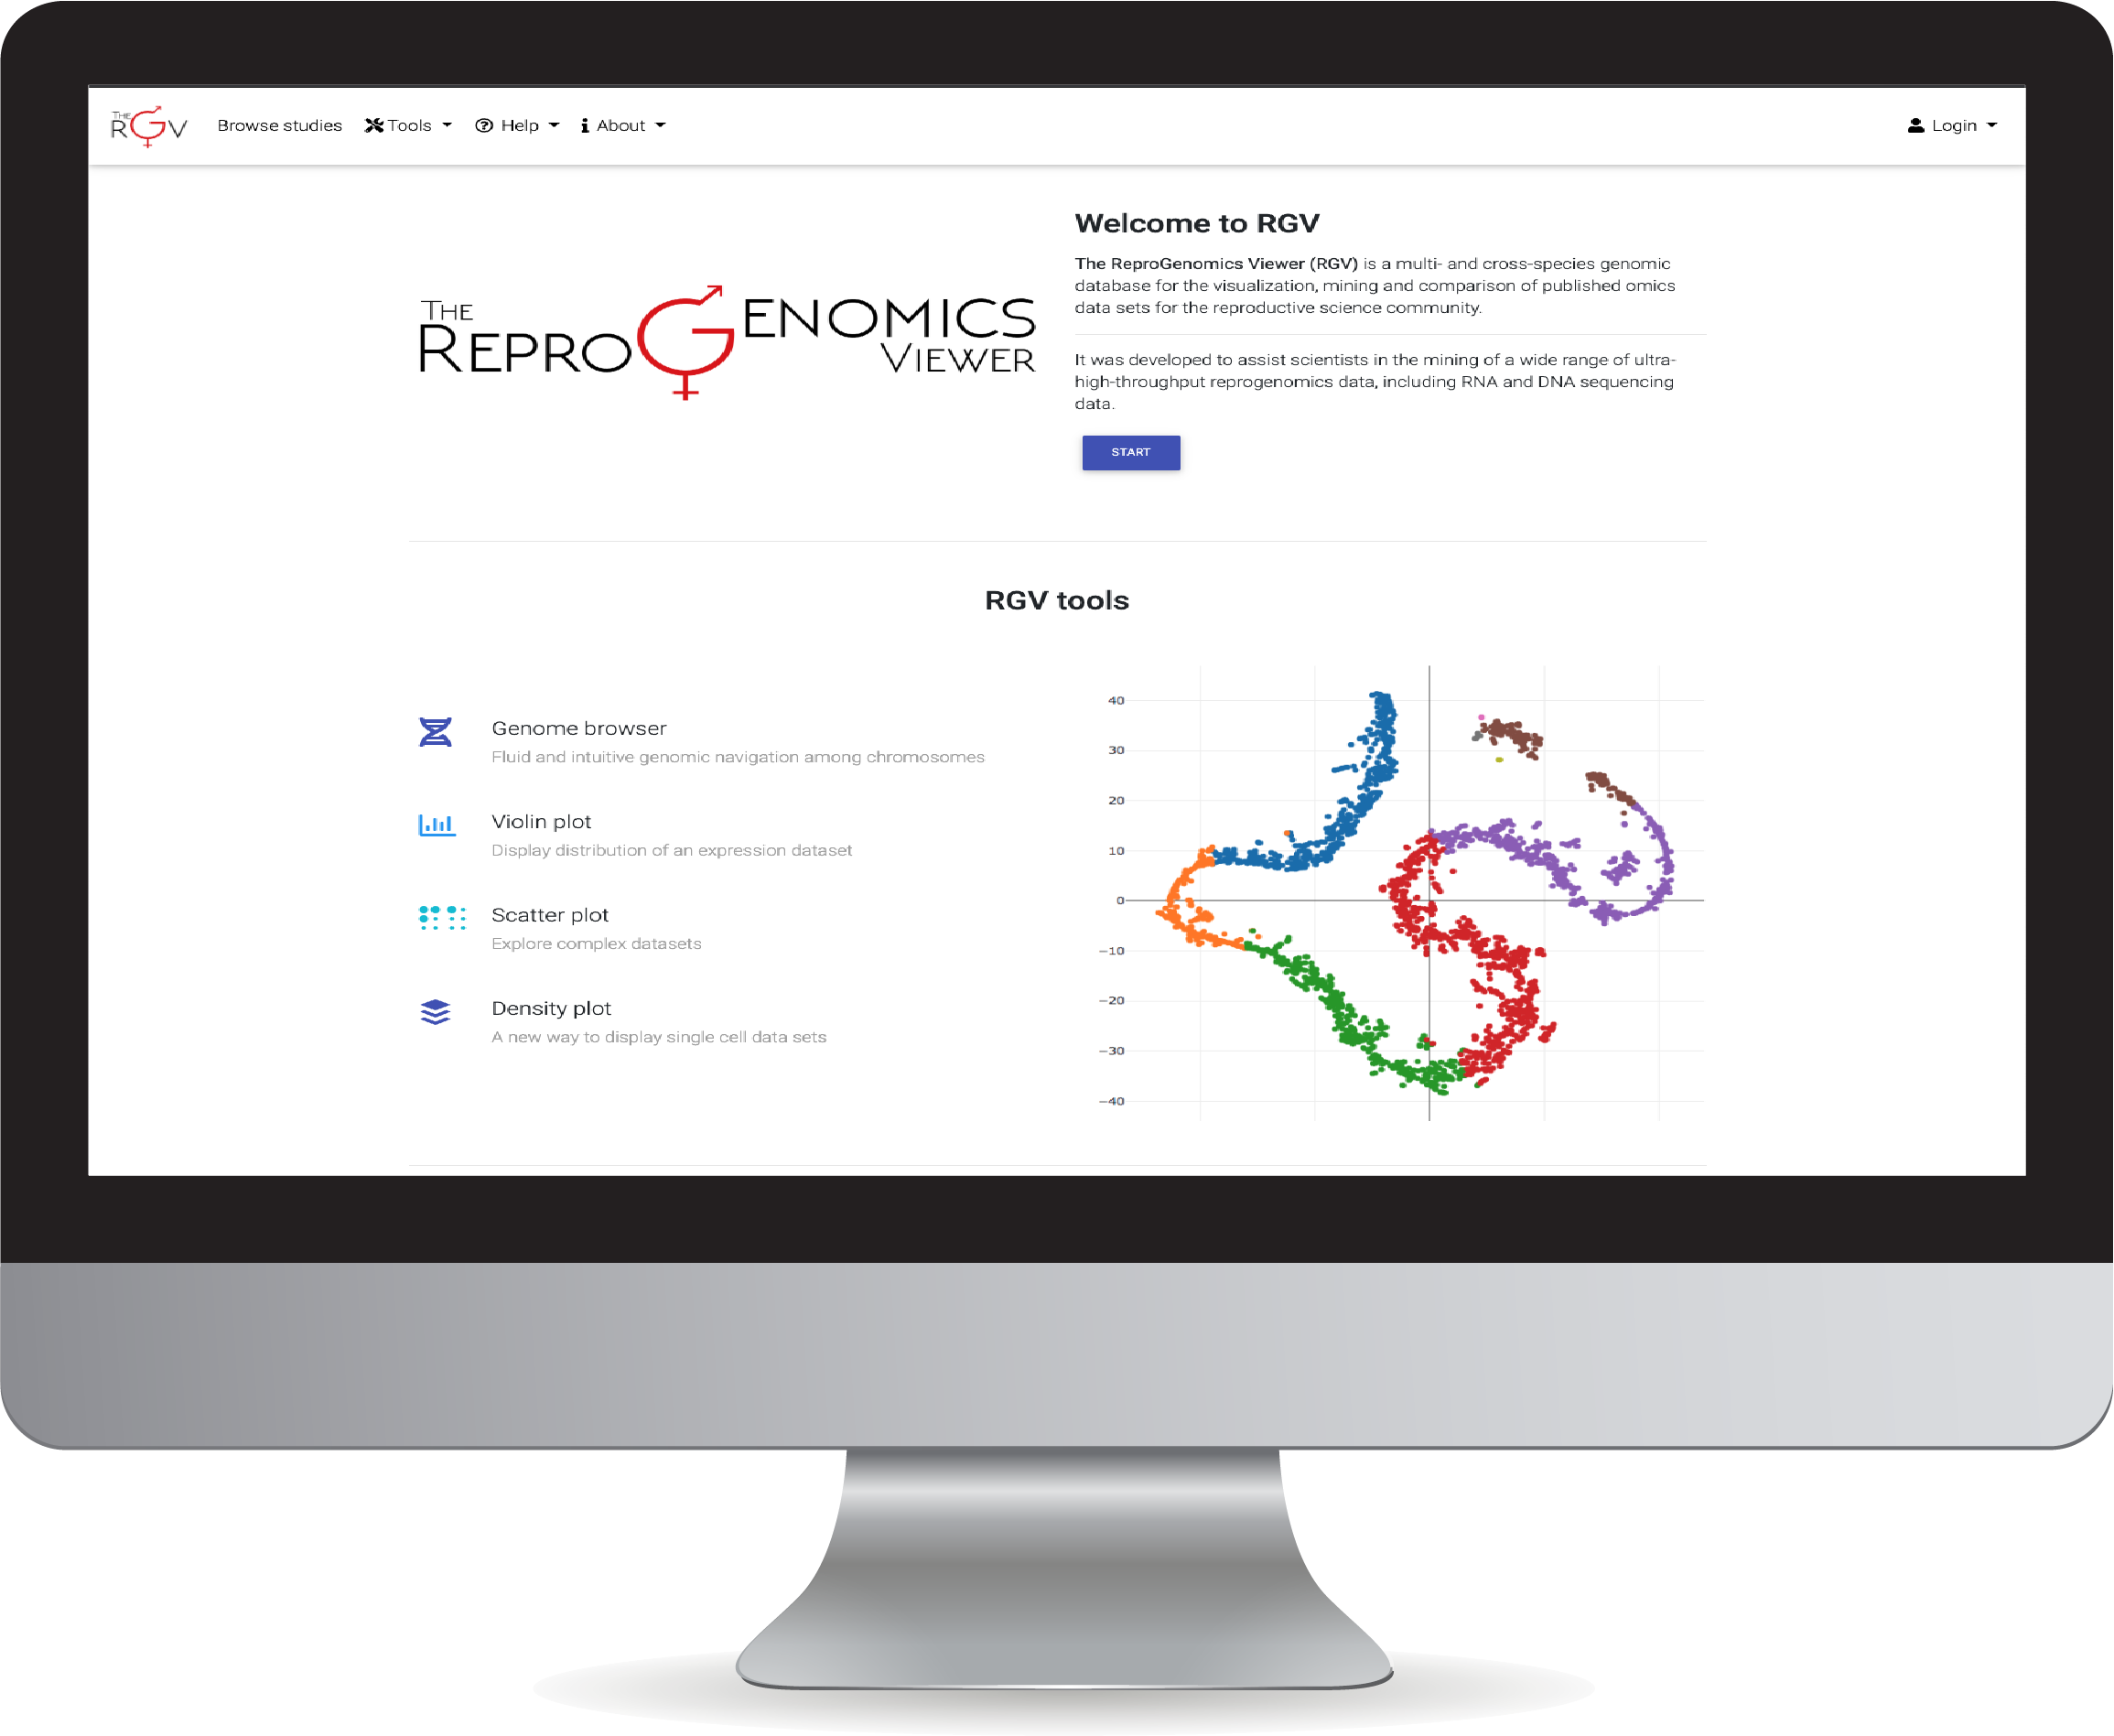 THE
RGV
Browse studies
Tools
Help
About
Login
THE
REPROGENOMICS
VIEWER
Welcome to RGV
The ReproGenomics Viewer (RGV) is a multi- and cross-species genomic
database for the visualization, mining and comparison of published omics
data sets for the reproductive science community.
It was developed to assist scientists in the mining of a wide range of ultra-
high-throughput reprogenomics data, including RNA and DNA sequencing
data.
START
RGV tools
Genome browser
Fluid and intuitive genomic navigation among chromosomes
Violin plot
Display distribution of an expression dataset
Scatter plot
Explore complex datasets
Density plot
A new way to display single cell data sets
40
30
20
10
0
−10
−20
−30
−40